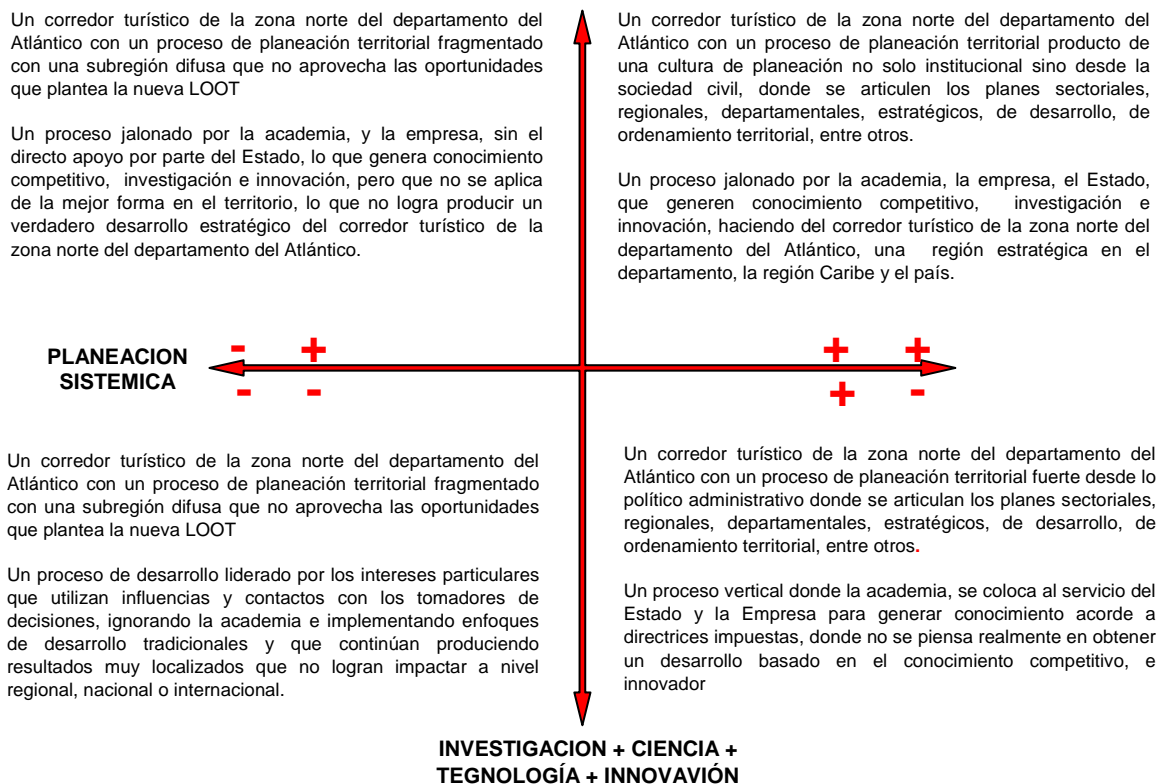 Un corredor turístico de la zona norte del departamento del
Atlántico con un proceso de planeación territorial fragmentado
con una subregión difusa que no aprovecha las oportunidades
que plantea la nueva LOOT
Un proceso jalonado por la academia, y la empresa, sin el
directo apoyo por parte del Estado, lo que genera conocimiento
competitivo, investigación e innovación, pero que no se aplica
de la mejor forma en el territorio, lo que no logra producir un
verdadero desarrollo estratégico del corredor turístico de la
zona norte del departamento del Atlántico.
Un corredor turístico de la zona norte del departamento del
Atlántico con un proceso de planeación territorial producto de
una cultura de planeación no solo institucional sino desde la
sociedad civil, donde se articulen los planes sectoriales,
regionales, departamentales, estratégicos, de desarrollo, de
ordenamiento territorial, entre otros.
Un proceso jalonado por la academia, la empresa, el Estado,
que generen conocimiento competitivo, investigación e
innovación, haciendo del corredor turístico de la zona norte del
departamento del Atlántico, una región estratégica en el
departamento, la región Caribe y el país.
PLANEACION
SISTEMICA
- +
- -
+ +
+ -
Un corredor turístico de la zona norte del departamento del
Atlántico con un proceso de planeación territorial fragmentado
con una subregión difusa que no aprovecha las oportunidades
que plantea la nueva LOOT
Un proceso de desarrollo liderado por los intereses particulares
que utilizan influencias y contactos con los tomadores de
decisiones, ignorando la academia e implementando enfoques
de desarrollo tradicionales y que continúan produciendo
resultados muy localizados que no logran impactar a nivel
regional, nacional o internacional.
Un corredor turístico de la zona norte del departamento del
Atlántico con un proceso de planeación territorial fuerte desde lo
político administrativo donde se articulan los planes sectoriales,
regionales, departamentales, estratégicos, de desarrollo, de
ordenamiento territorial, entre otros.
Un proceso vertical donde la academia, se coloca al servicio del
Estado y la Empresa para generar conocimiento acorde a
directrices impuestas, donde no se piensa realmente en obtener
un desarrollo basado en el conocimiento competitivo, e
innovador
INVESTIGACION + CIENCIA +
TEGNOLOGÍA + INNOVAVIÓN